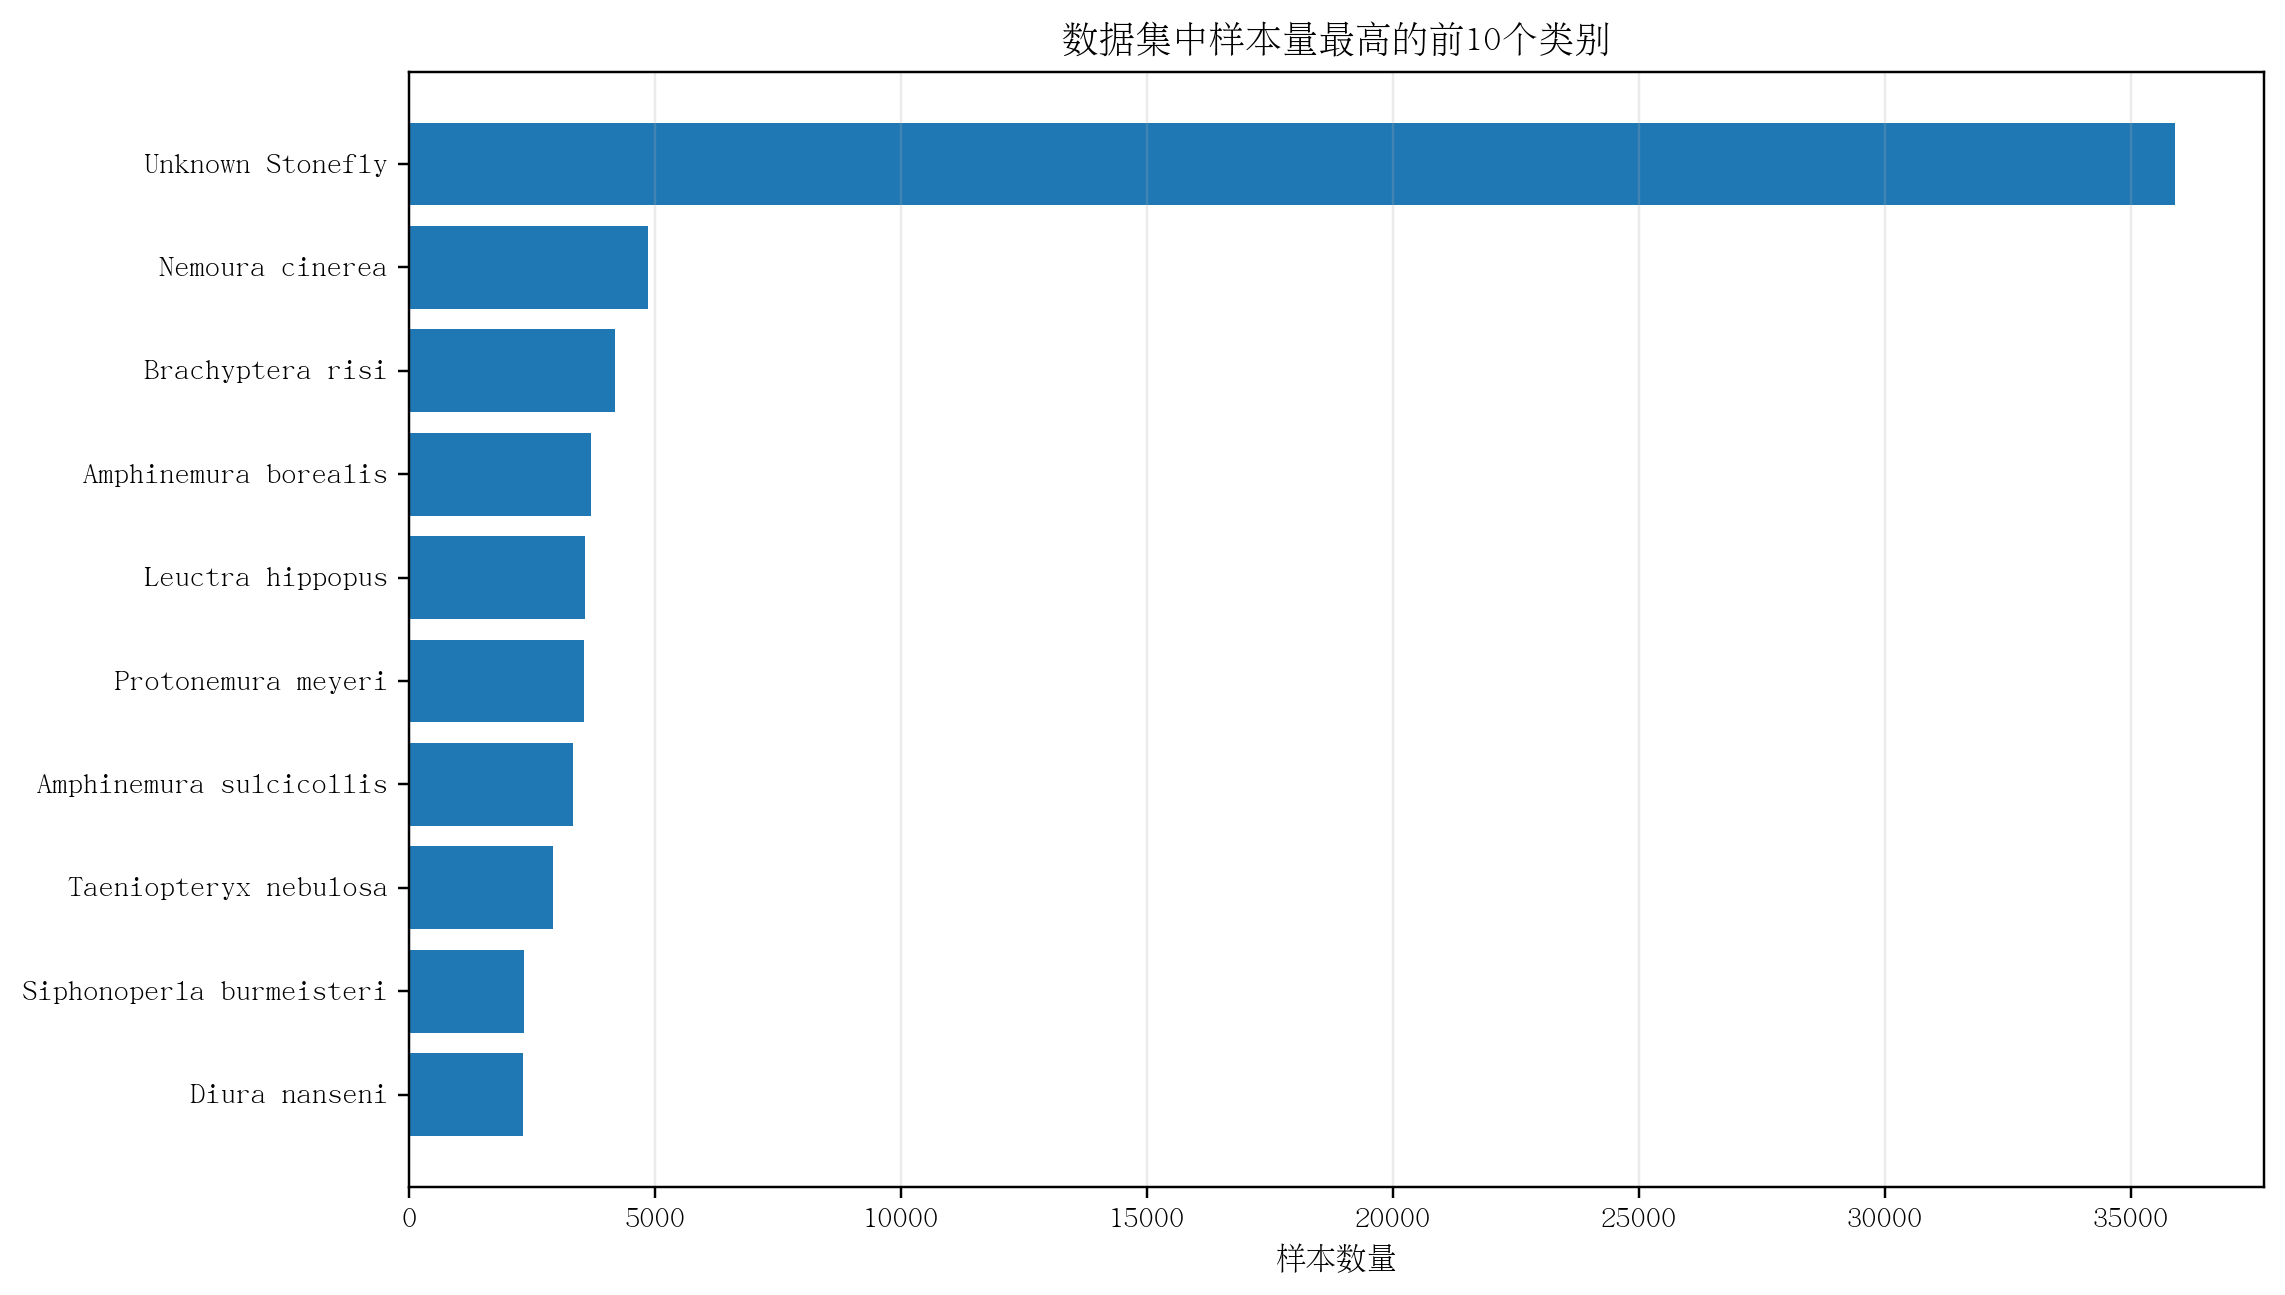 数据集中样本量最高的前10个类别
Unknown Stonefly
Nemoura cinerea
Brachyptera risi
Amphinemura borealis
Leuctra hippopus
Protonemura meyeri
Amphinemura sulcicollis
Taeniopteryx nebulosa
Siphonoperla burmeisteri
Diura nanseni
0 5000 10000 15000 20000 25000 30000 35000
样本数量